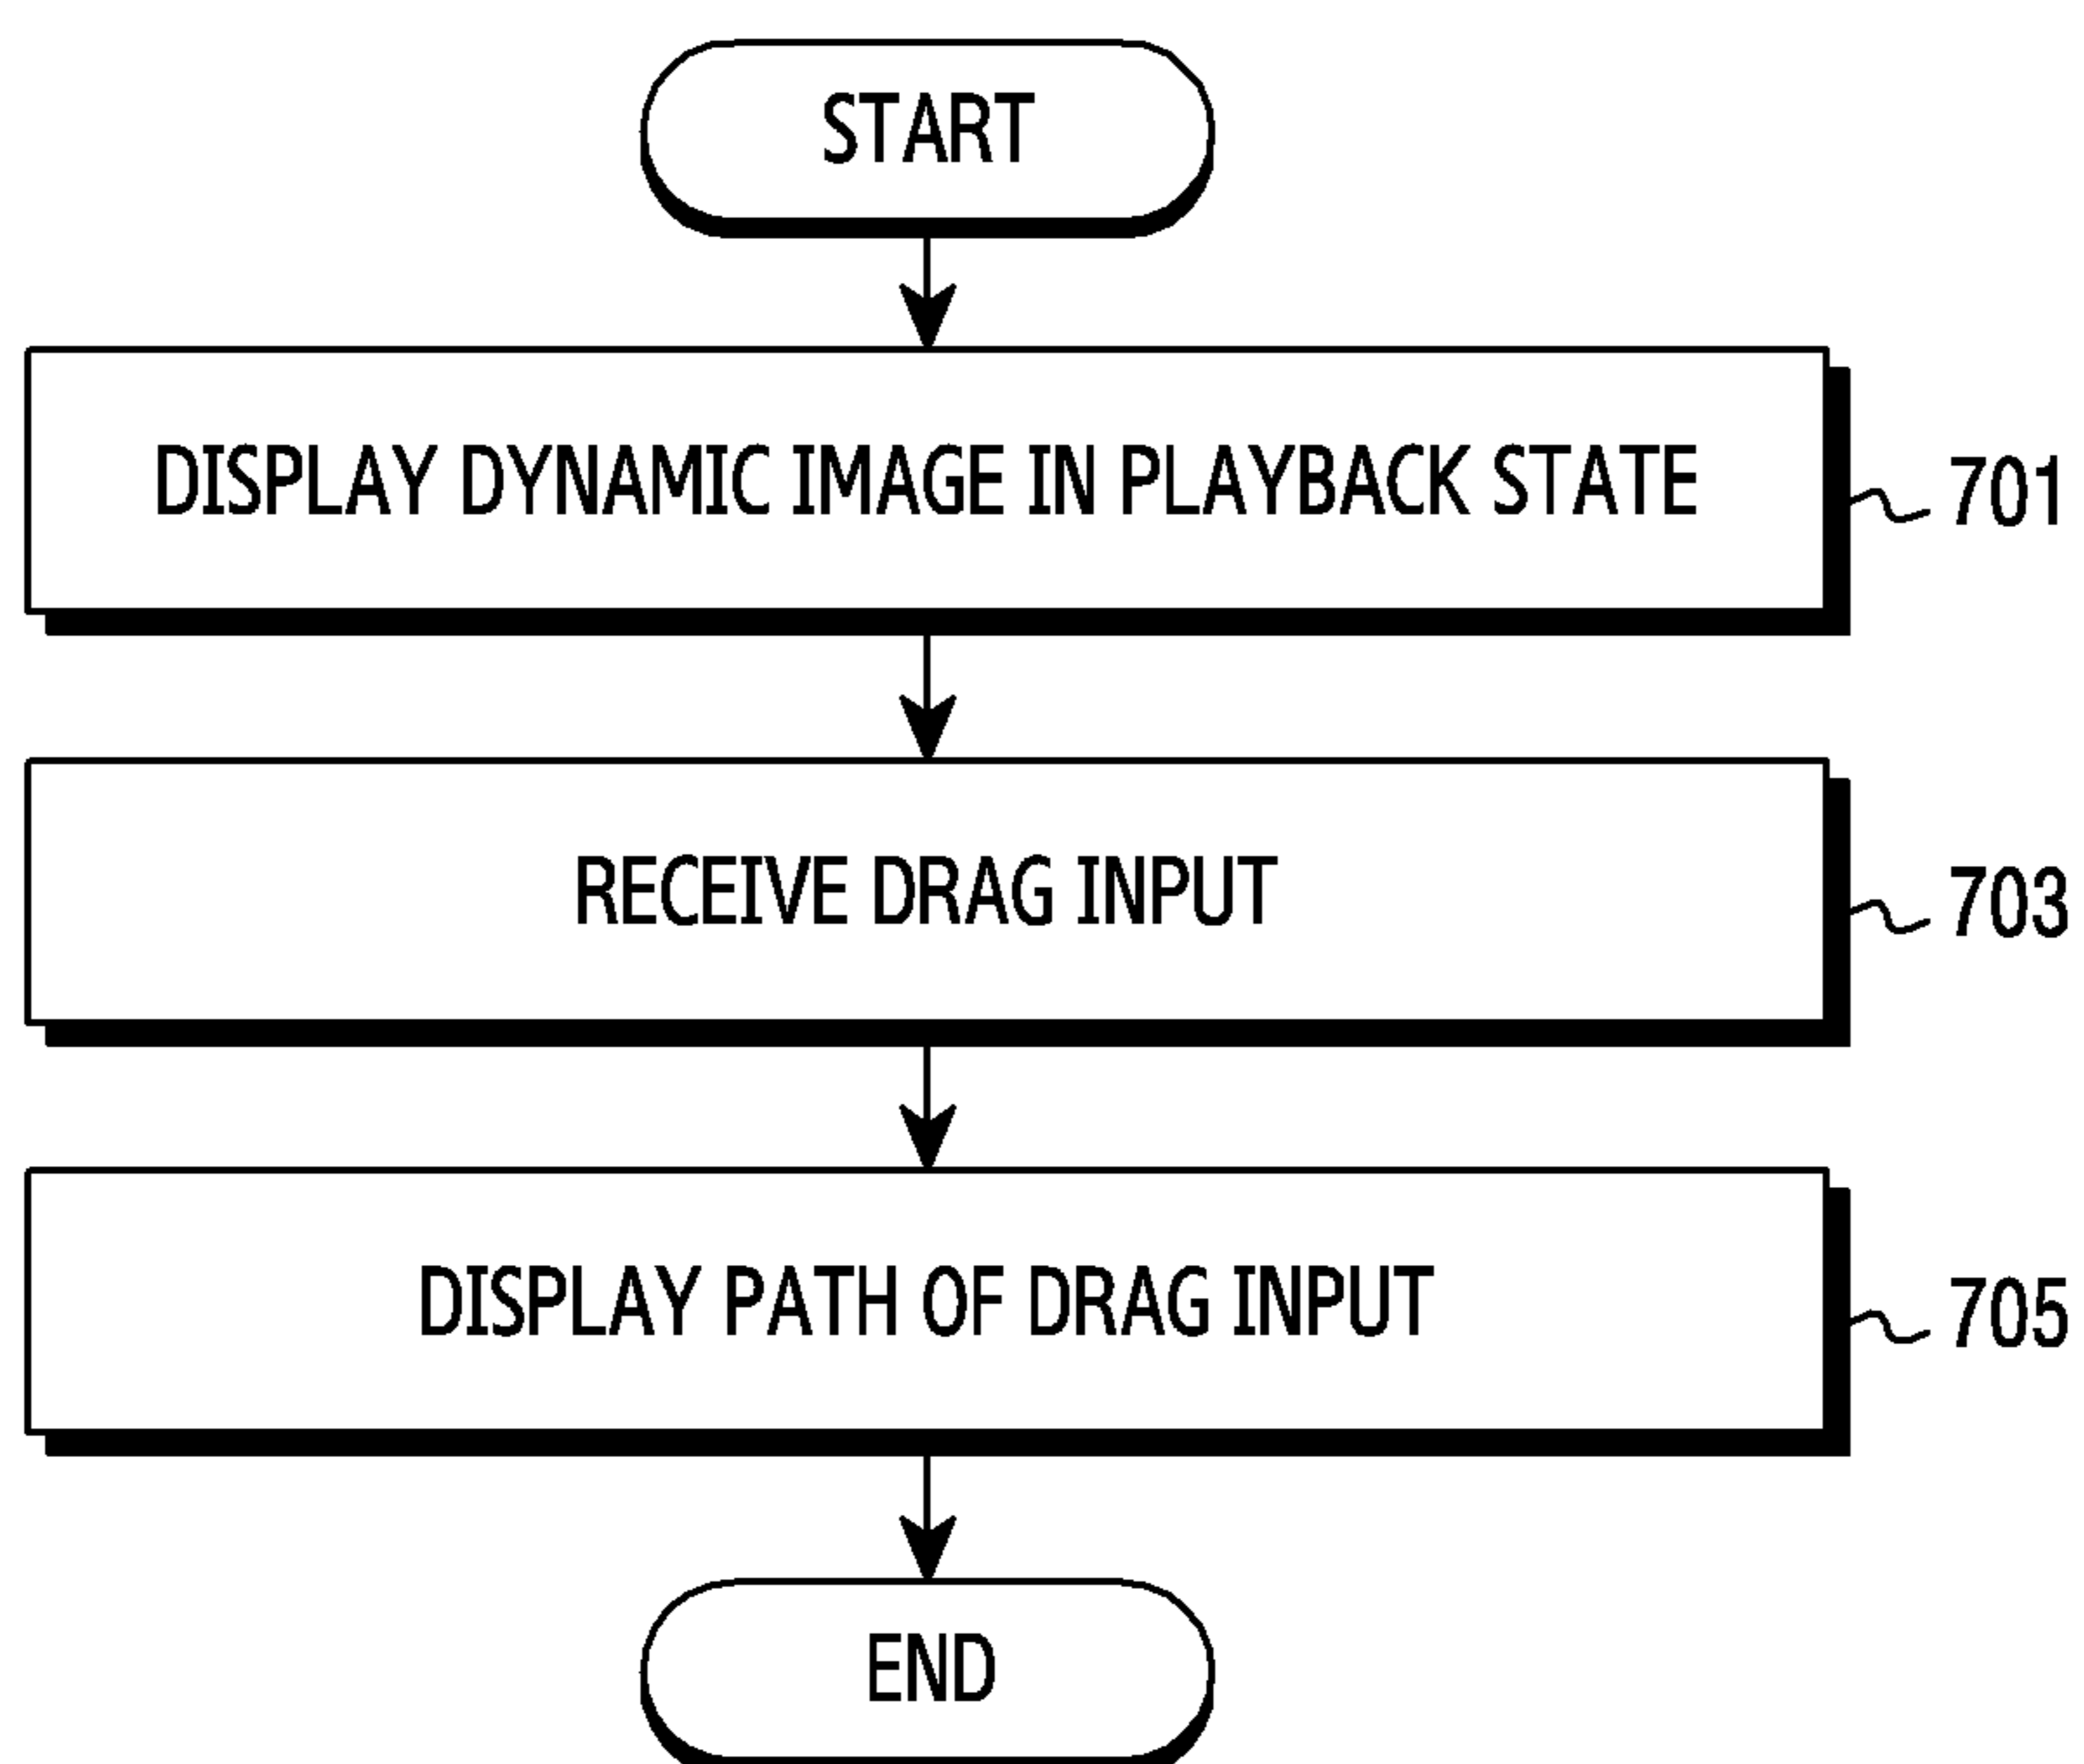 START
DISPLAY DYNAMIC IMAGE IN PLAYBACK STATE
701
RECEIVE DRAG INPUT
703
DISPLAY PATH OF DRAG INPUT
705
END